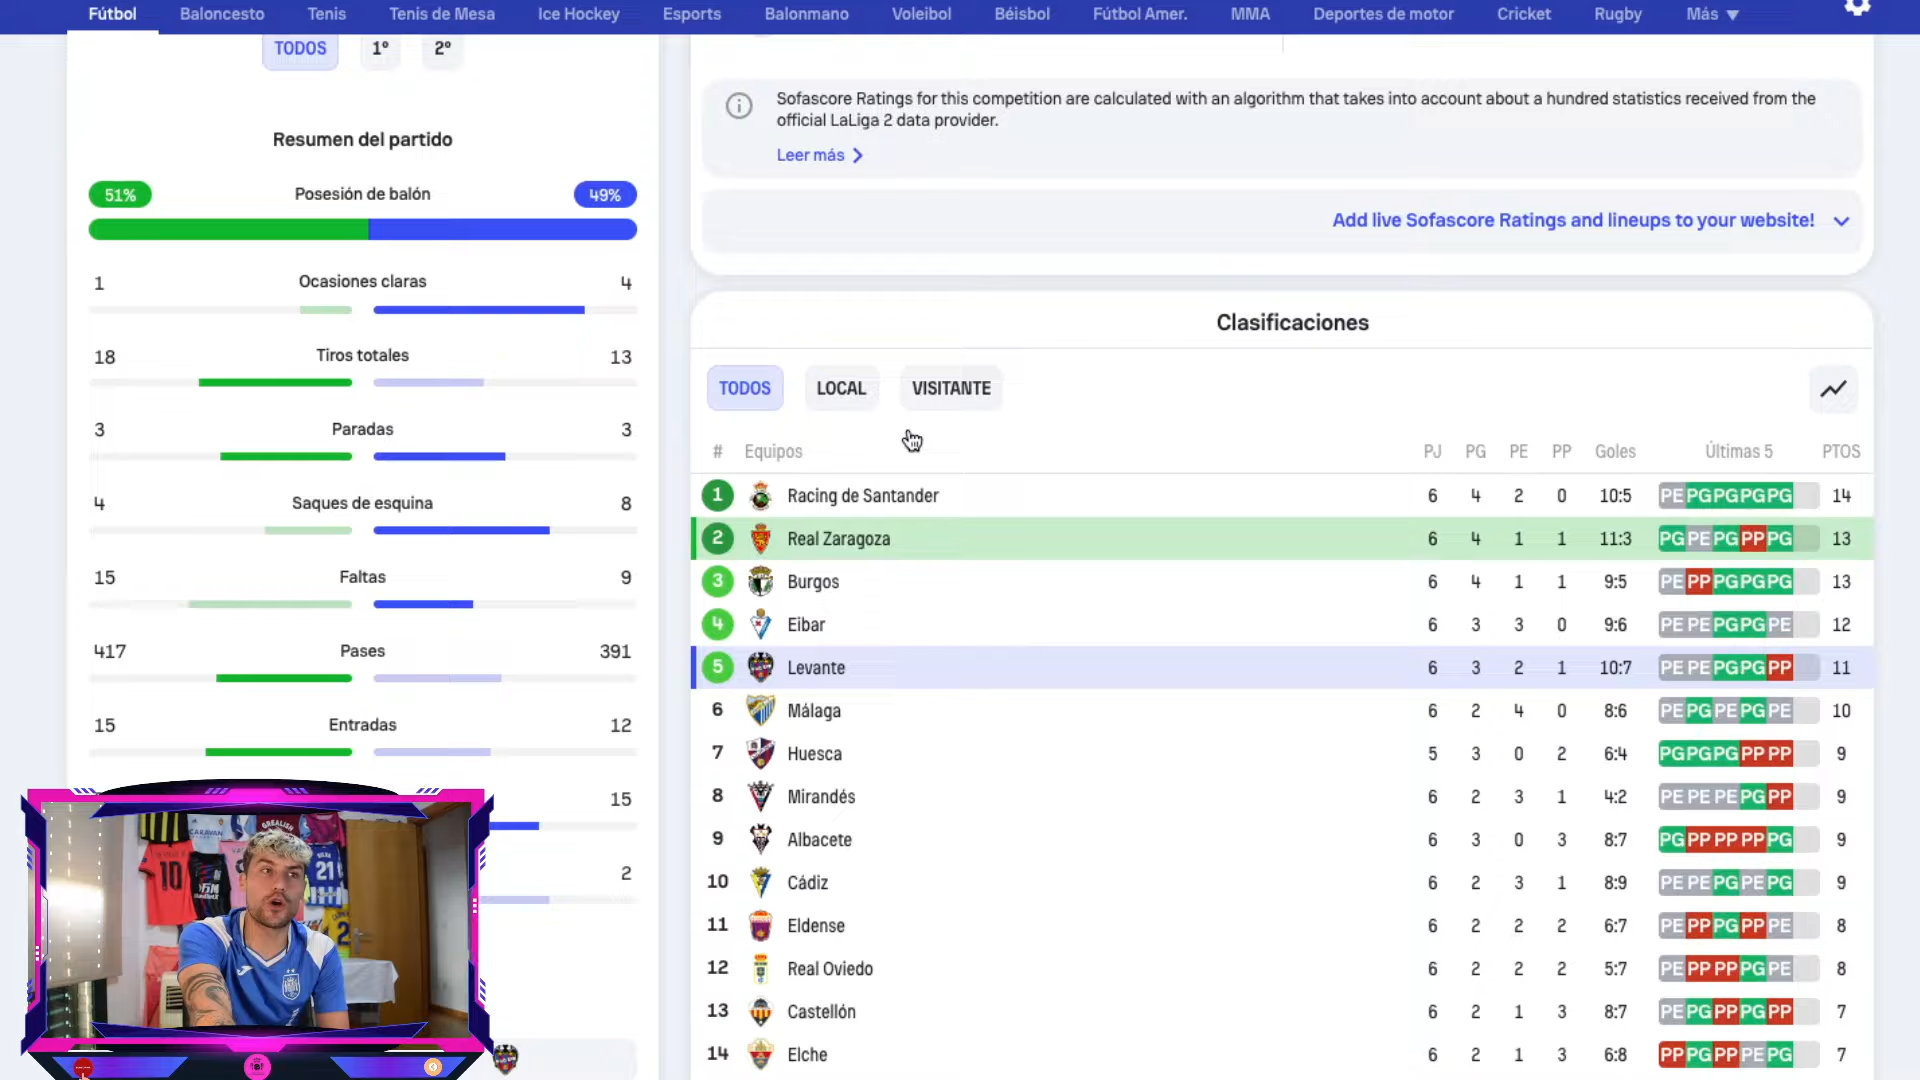 Fútbol Baloncesto Tenis Tenis de Mesa Ice Hockey Esports Balonmano Voleibol Béisbol Fútbol Amer. MMA Deportes de motor Cricket Rugby Más
TODOS 1º 2º
Resumen del partido
51% Posesión de balón 49%
1 Ocasiones claras 4
18 Tiros totales 13
3 Paradas 3
4 Saques de esquina 8
15 Faltas 9
417 Pases 391
15 Entradas 12
15
2
Sofascore Ratings for this competition are calculated with an algorithm that takes into account about a hundred statistics received from the
official LaLiga 2 data provider.
Leer más
Add live Sofascore Ratings and lineups to your website!
Clasificaciones
TODOS LOCAL VISITANTE
# Equipos PJ PG PE PP Goles Últimas 5 PTOS
1 Racing de Santander 6 4 2 0 10:5 PE PG PG PG PG 14
2 Real Zaragoza 6 4 1 1 11:3 PG PE PG PP PG 13
3 Burgos 6 4 1 1 9:5 PE PP PG PG PG 13
4 Eibar 6 3 3 0 9:6 PE PE PG PG PE 12
5 Levante 6 3 2 1 10:7 PE PE PG PG PP 11
6 Málaga 6 2 4 0 8:6 PE PG PE PG PE 10
7 Huesca 5 3 0 2 6:4 PG PG PG PP PP 9
8 Mirandés 6 2 3 1 4:2 PE PE PE PG PP 9
9 Albacete 6 3 0 3 8:7 PG PP PP PP PG 9
10 Cádiz 6 2 3 1 8:9 PE PE PG PE PG 9
11 Eldense 6 2 2 2 6:7 PE PP PG PP PE 8
12 Real Oviedo 6 2 2 2 5:7 PE PP PP PG PE 8
13 Castellón 6 2 1 3 8:7 PE PG PP PG PP 7
14 Elche 6 2 1 3 6:8 PP PG PP PE PG 7
CARAVAN
GREALISH
10
21
2